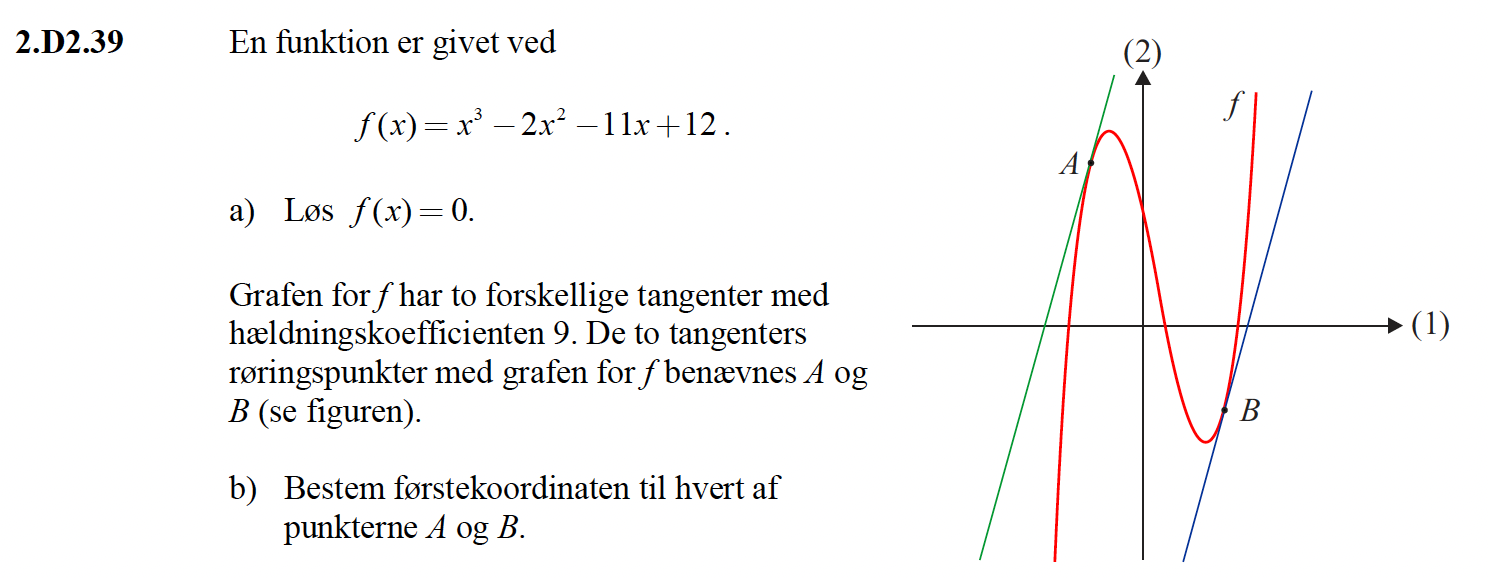 2.D2.39 En funktion er givet ved
f(x) = x³ − 2x² − 11x + 12.
a) Løs f(x) = 0.
Grafen for f har to forskellige tangenter med
hældningskoefficienten 9. De to tangenters
røringspunkter med grafen for f benævnes A og
B (se figuren).
b) Bestem førstekoordinaten til hvert af
punkterne A og B.
(2)
f
A
(1)
B